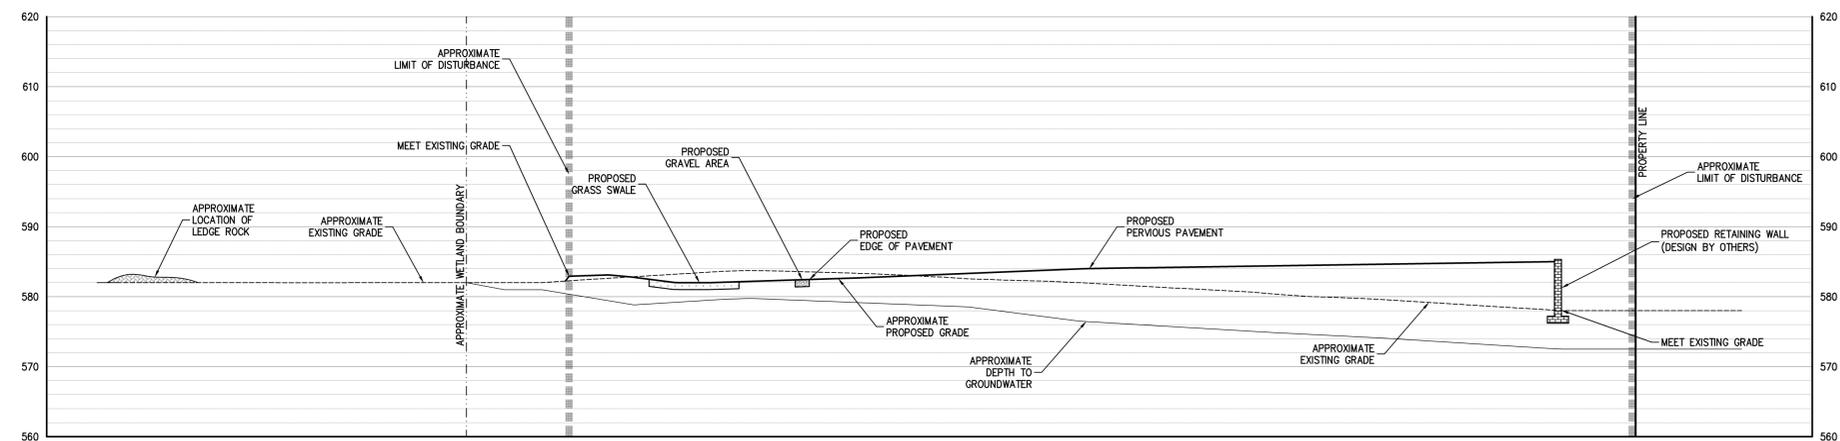 620
620
APPROXIMATE
LIMIT OF DISTURBANCE
610
610
MEET EXISTING GRADE
PROPOSED
GRAVEL AREA
PROPERTY LINE
600
600
PROPOSED
GRASS SWALE
APPROXIMATE
LIMIT OF DISTURBANCE
APPROXIMATE WETLAND BOUNDARY
APPROXIMATE
LOCATION OF
LEDGE ROCK
APPROXIMATE
EXISTING GRADE
PROPOSED
EDGE OF PAVEMENT
PROPOSED
PERVIOUS PAVEMENT
PROPOSED RETAINING WALL
(DESIGN BY OTHERS)
590
590
580
580
APPROXIMATE
PROPOSED GRADE
APPROXIMATE
DEPTH TO
GROUNDWATER
APPROXIMATE
EXISTING GRADE
MEET EXISTING GRADE
570
570
560
560